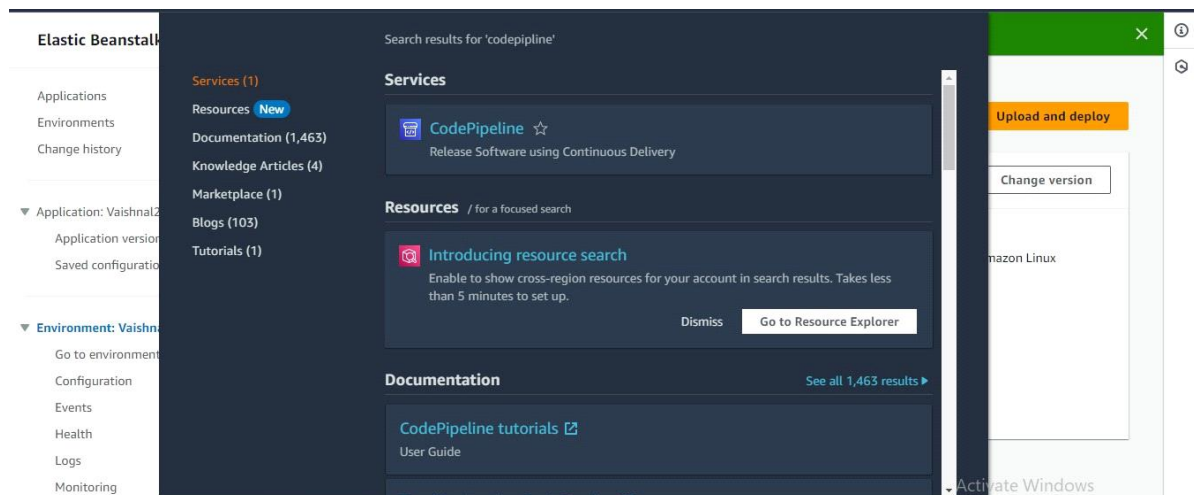 Elastic Beanstalk
Applications
Environments
Change history
▼ Application: Vaishnal2
Application version
Saved configuratio
▼ Environment: Vaishna
Go to environment
Configuration
Events
Health
Logs
Monitoring
Search results for 'codepipline'
Services (1)
Resources New
Documentation (1,463)
Knowledge Articles (4)
Marketplace (1)
Blogs (103)
Tutorials (1)
Services
CodePipeline
Release Software using Continuous Delivery
Resources / for a focused search
Introducing resource search
Enable to show cross-region resources for your account in search results. Takes less
than 5 minutes to set up.
Dismiss Go to Resource Explorer
Documentation See all 1,463 results
CodePipeline tutorials
User Guide
Upload and deploy
Change version
mazon Linux
Activate Windows